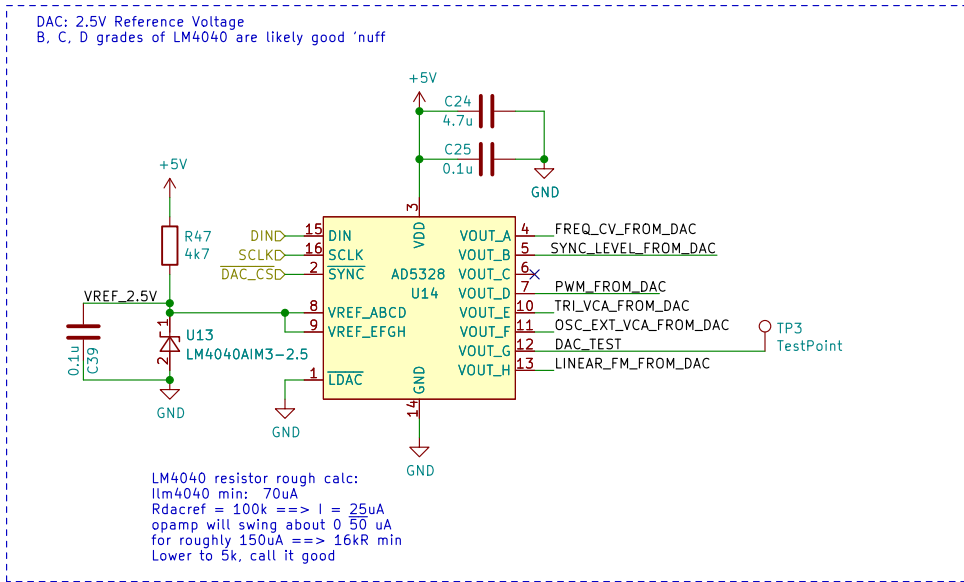 DAC: 2.5V Reference Voltage
B, C, D grades of LM4040 are likely good ‘nuff
+5V
C24
4.7u
C25
0.1u
GND
+5V
R47
4k7
VREF_2.5V
0.1u
C39
1
2
U13
LM4040AIM3-2.5
GND
DIN
SCLK
DAC_CS
15
16
2
8
9
1
DIN
SCLK
SYNC
VREF_ABCD
VREF_EFGH
LDAC
3
VDD
AD5328
U14
GND
14
VOUT_A
VOUT_B
VOUT_C
VOUT_D
VOUT_E
VOUT_F
VOUT_G
VOUT_H
4
5
6
7
10
11
12
13
FREQ_CV_FROM_DAC
SYNC_LEVEL_FROM_DAC
PWM_FROM_DAC
TRI_VCA_FROM_DAC
OSC_EXT_VCA_FROM_DAC
DAC_TEST
LINEAR_FM_FROM_DAC
TP3
TestPoint
GND
GND
LM4040 resistor rough calc:
Ilm4040 min: 70uA
Rdacref = 100k ==> I = 25uA
opamp will swing about 0 50 uA
for roughly 150uA ==> 16kR min
Lower to 5k, call it good